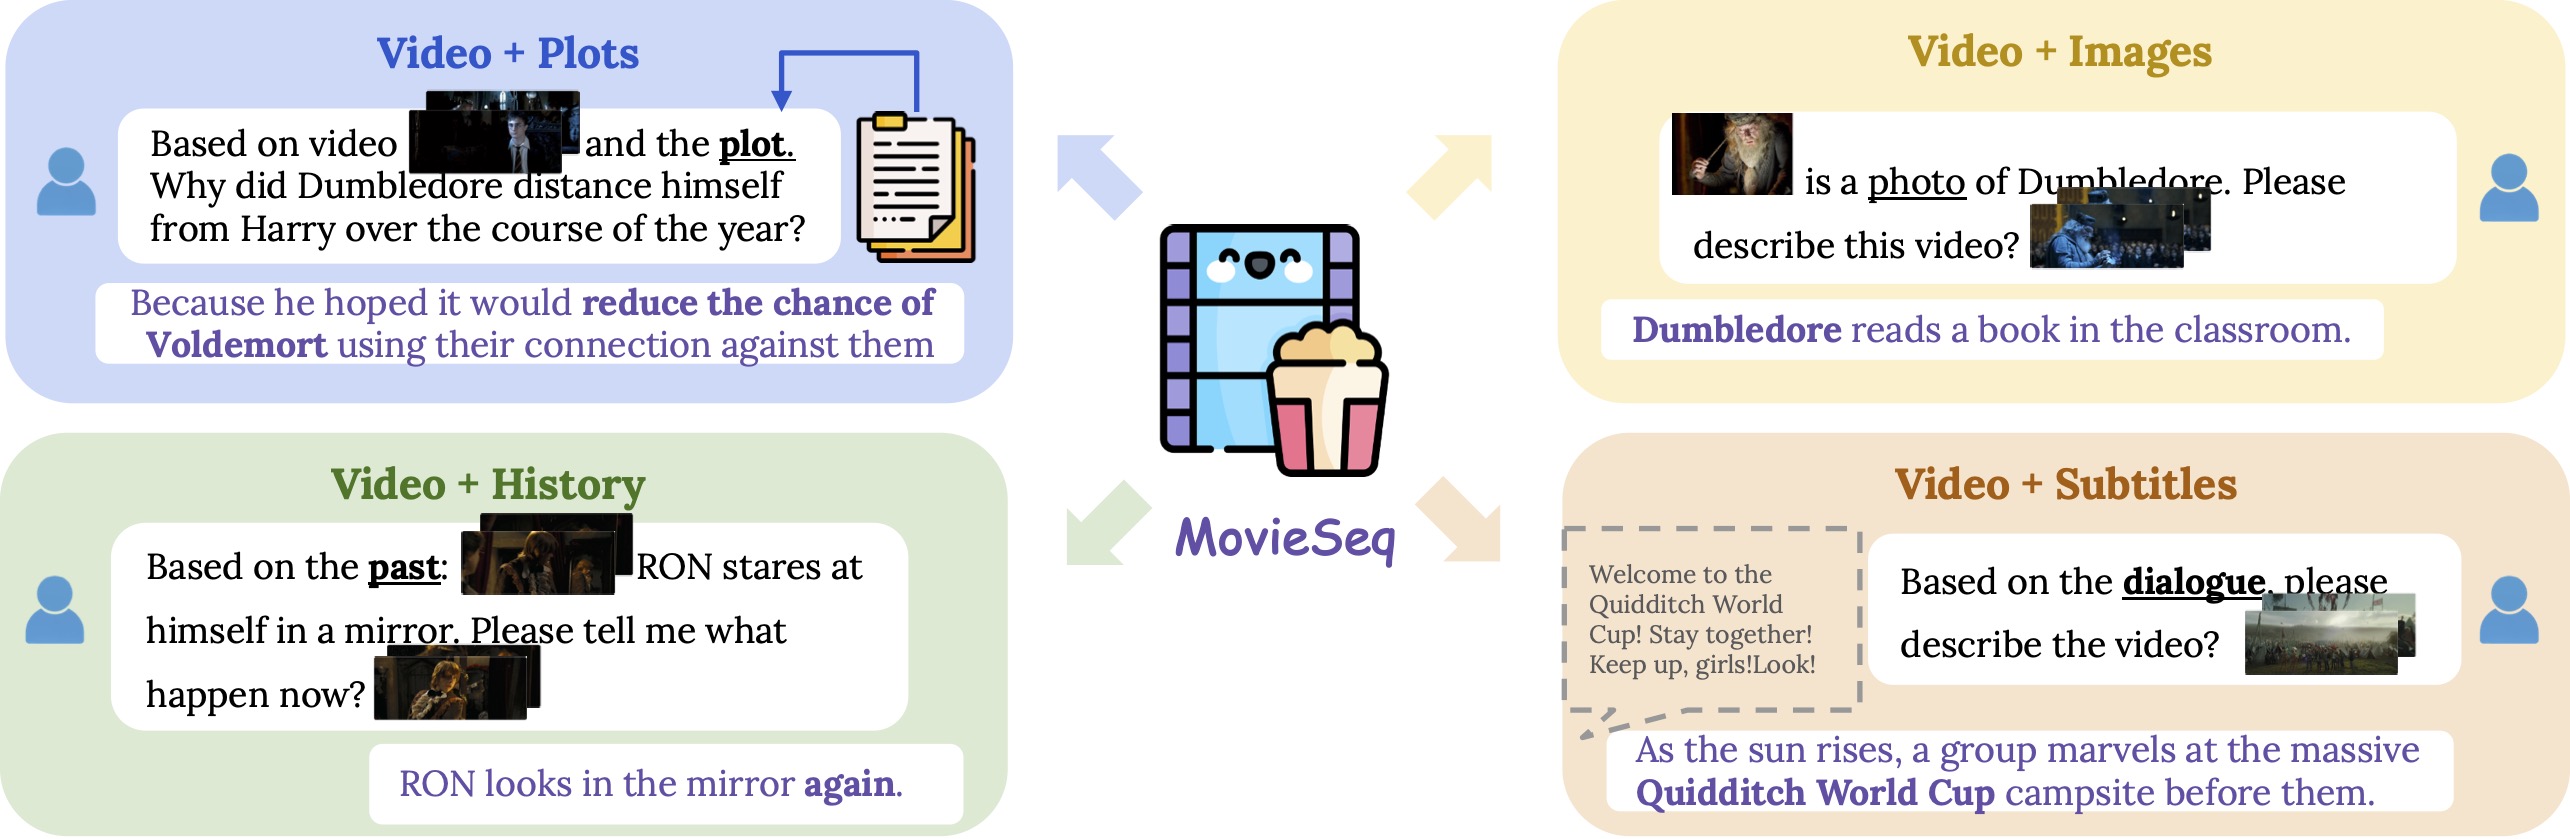 Video + Plots
Based on video and the plot.
Why did Dumbledore distance himself
from Harry over the course of the year?
Because he hoped it would reduce the chance of
Voldemort using their connection against them
Video + Images
is a photo of Dumbledore. Please
describe this video?
Dumbledore reads a book in the classroom.
Video + History
Based on the past: RON stares at
himself in a mirror. Please tell me what
happen now?
RON looks in the mirror again.
MovieSeq
Video + Subtitles
Welcome to the
Quidditch World
Cup! Stay together!
Keep up, girls!Look!
Based on the dialogue, please
describe the video?
As the sun rises, a group marvels at the massive
Quidditch World Cup campsite before them.